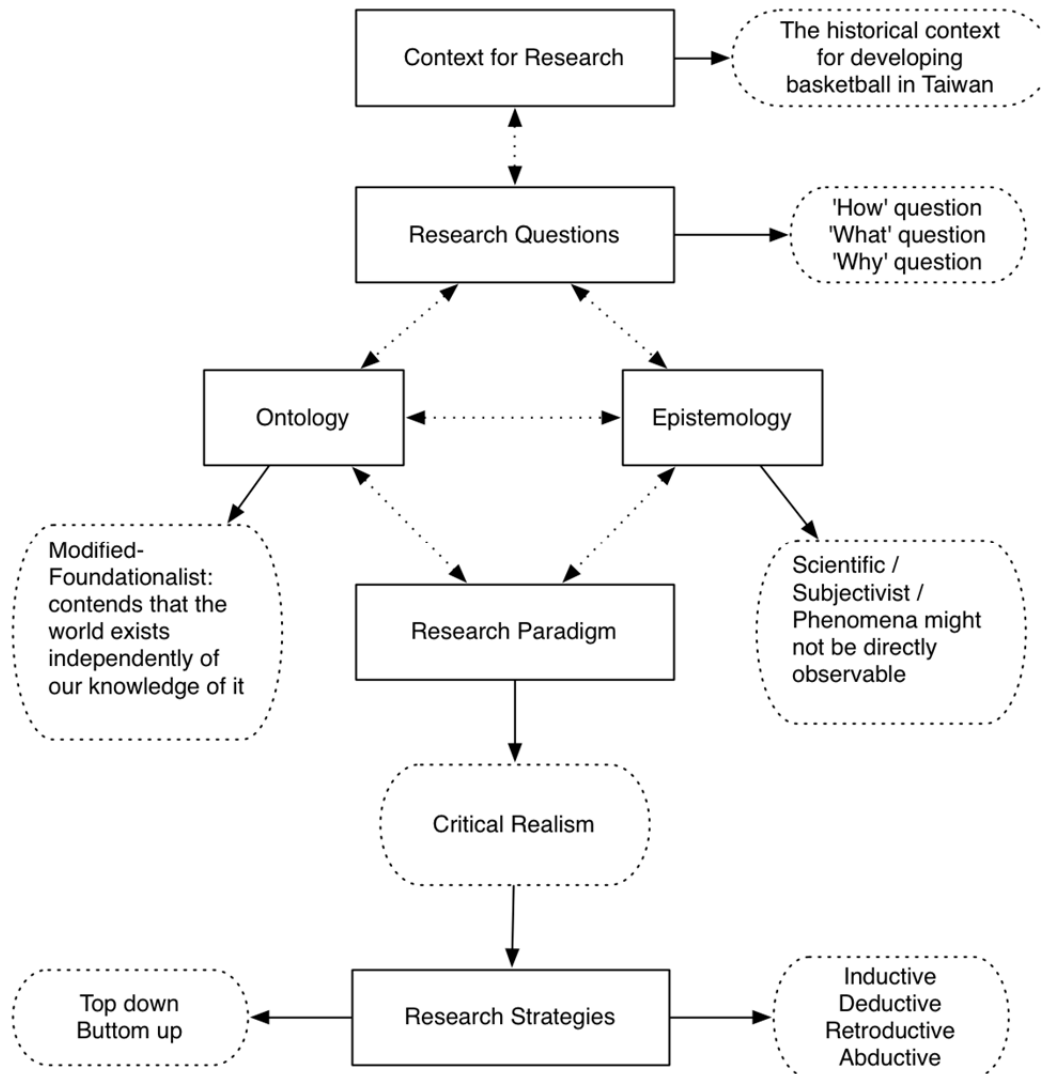 Context for Research
The historical context
for developing
basketball in Taiwan
Research Questions
'How' question
'What' question
'Why' question
Ontology
Epistemology
Modified-
Foundationalist:
contends that the
world exists
independently of
our knowledge of it
Scientific /
Subjectivist /
Phenomena might
not be directly
observable
Research Paradigm
Critical Realism
Top down
Buttom up
Research Strategies
Inductive
Deductive
Retroductive
Abductive